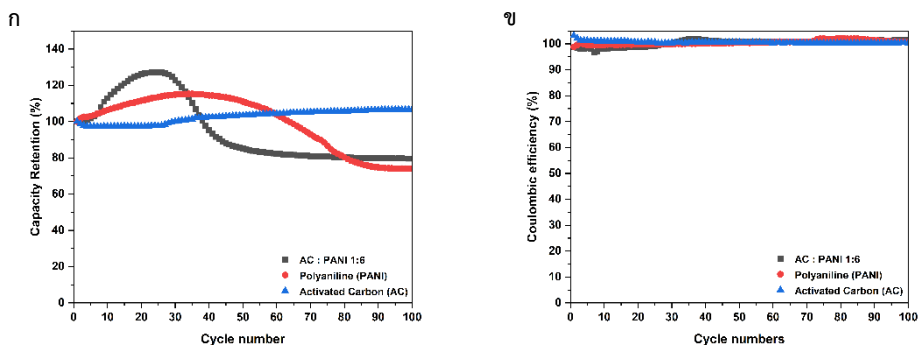 ก
Capacity Retention (%)
140
120
100
80
60
40
20
0
AC : PANI 1:6
Polyaniline (PANI)
Activated Carbon (AC)
0 10 20 30 40 50 60 70 80 90 100
Cycle number
ข
Coulombic efficiency (%)
100
90
80
70
60
50
40
30
20
10
0
AC : PANI 1:6
Polyaniline (PANI)
Activated Carbon (AC)
0 10 20 30 40 50 60 70 80 90 100
Cycle numbers